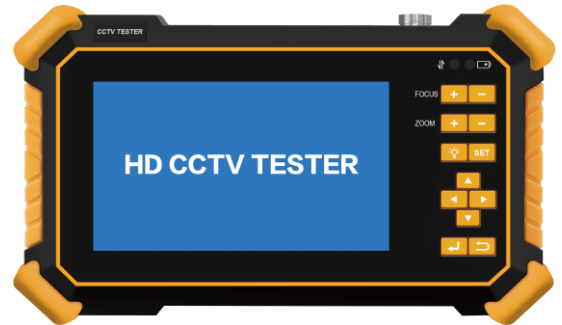 CCTV TESTER
HD CCTV TESTER
FOCUS + -
ZOOM + -
SET